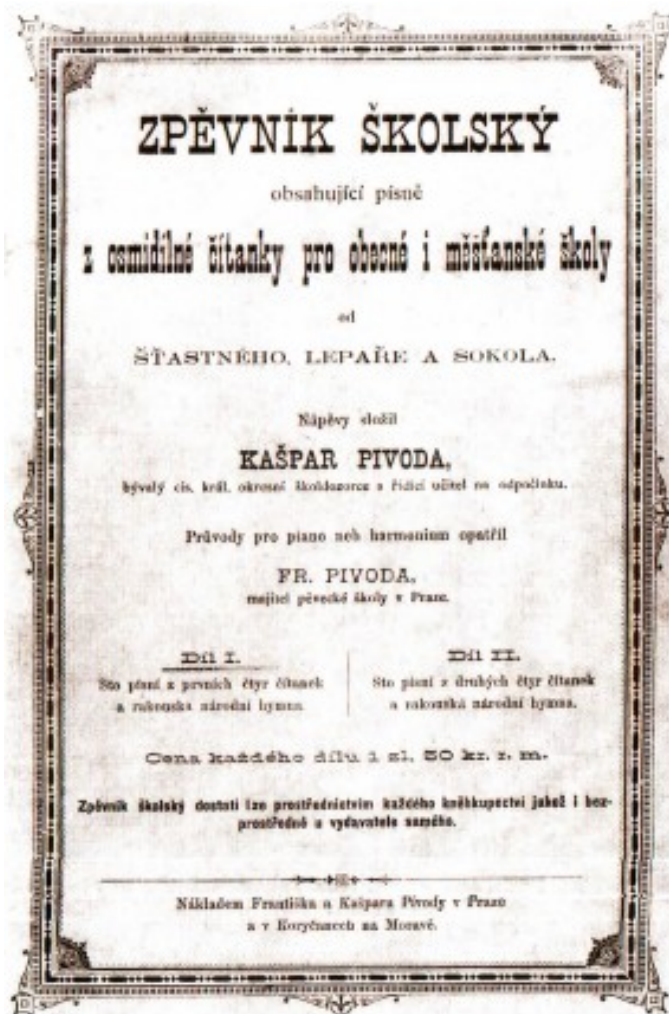 ZPĚVNÍK ŠKOLSKÝ
obsahující písně
z osmidílné čítanky pro obecné i měšťanské školy
od
ŠŤASTNÉHO, LEPAŘE A SOKOLA.
Nápěvy složil
KAŠPAR PIVODA,
bývalý cís. král. okresní školdozorce a řídící učitel na odpočinku.
Průvody pro piano neb harmonium opatřil
FR. PIVODA,
majitel pěvecké školy v Praze.
Díl I.
Sto písní z prvních čtyr čítanek
a rakouska národní hymna
Díl II.
Sto písní z druhých čtyr čítanek
a rakouská národní hymna.
Cena každého dílu 1 zl. 50 kr. r. m.
Zpěvník školský dostati lze prostřednictvím každého kněhkupectví jakož i bez-
prostředně u vydavatele samého.
Nákladem Františka a Kašpara Pivody v Praze
a v Koryčanech na Moravě.